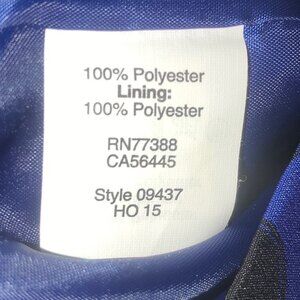 100% Polyester
Lining:
100% Polyester
RN77388
CA56445
Style 09437
HO 15